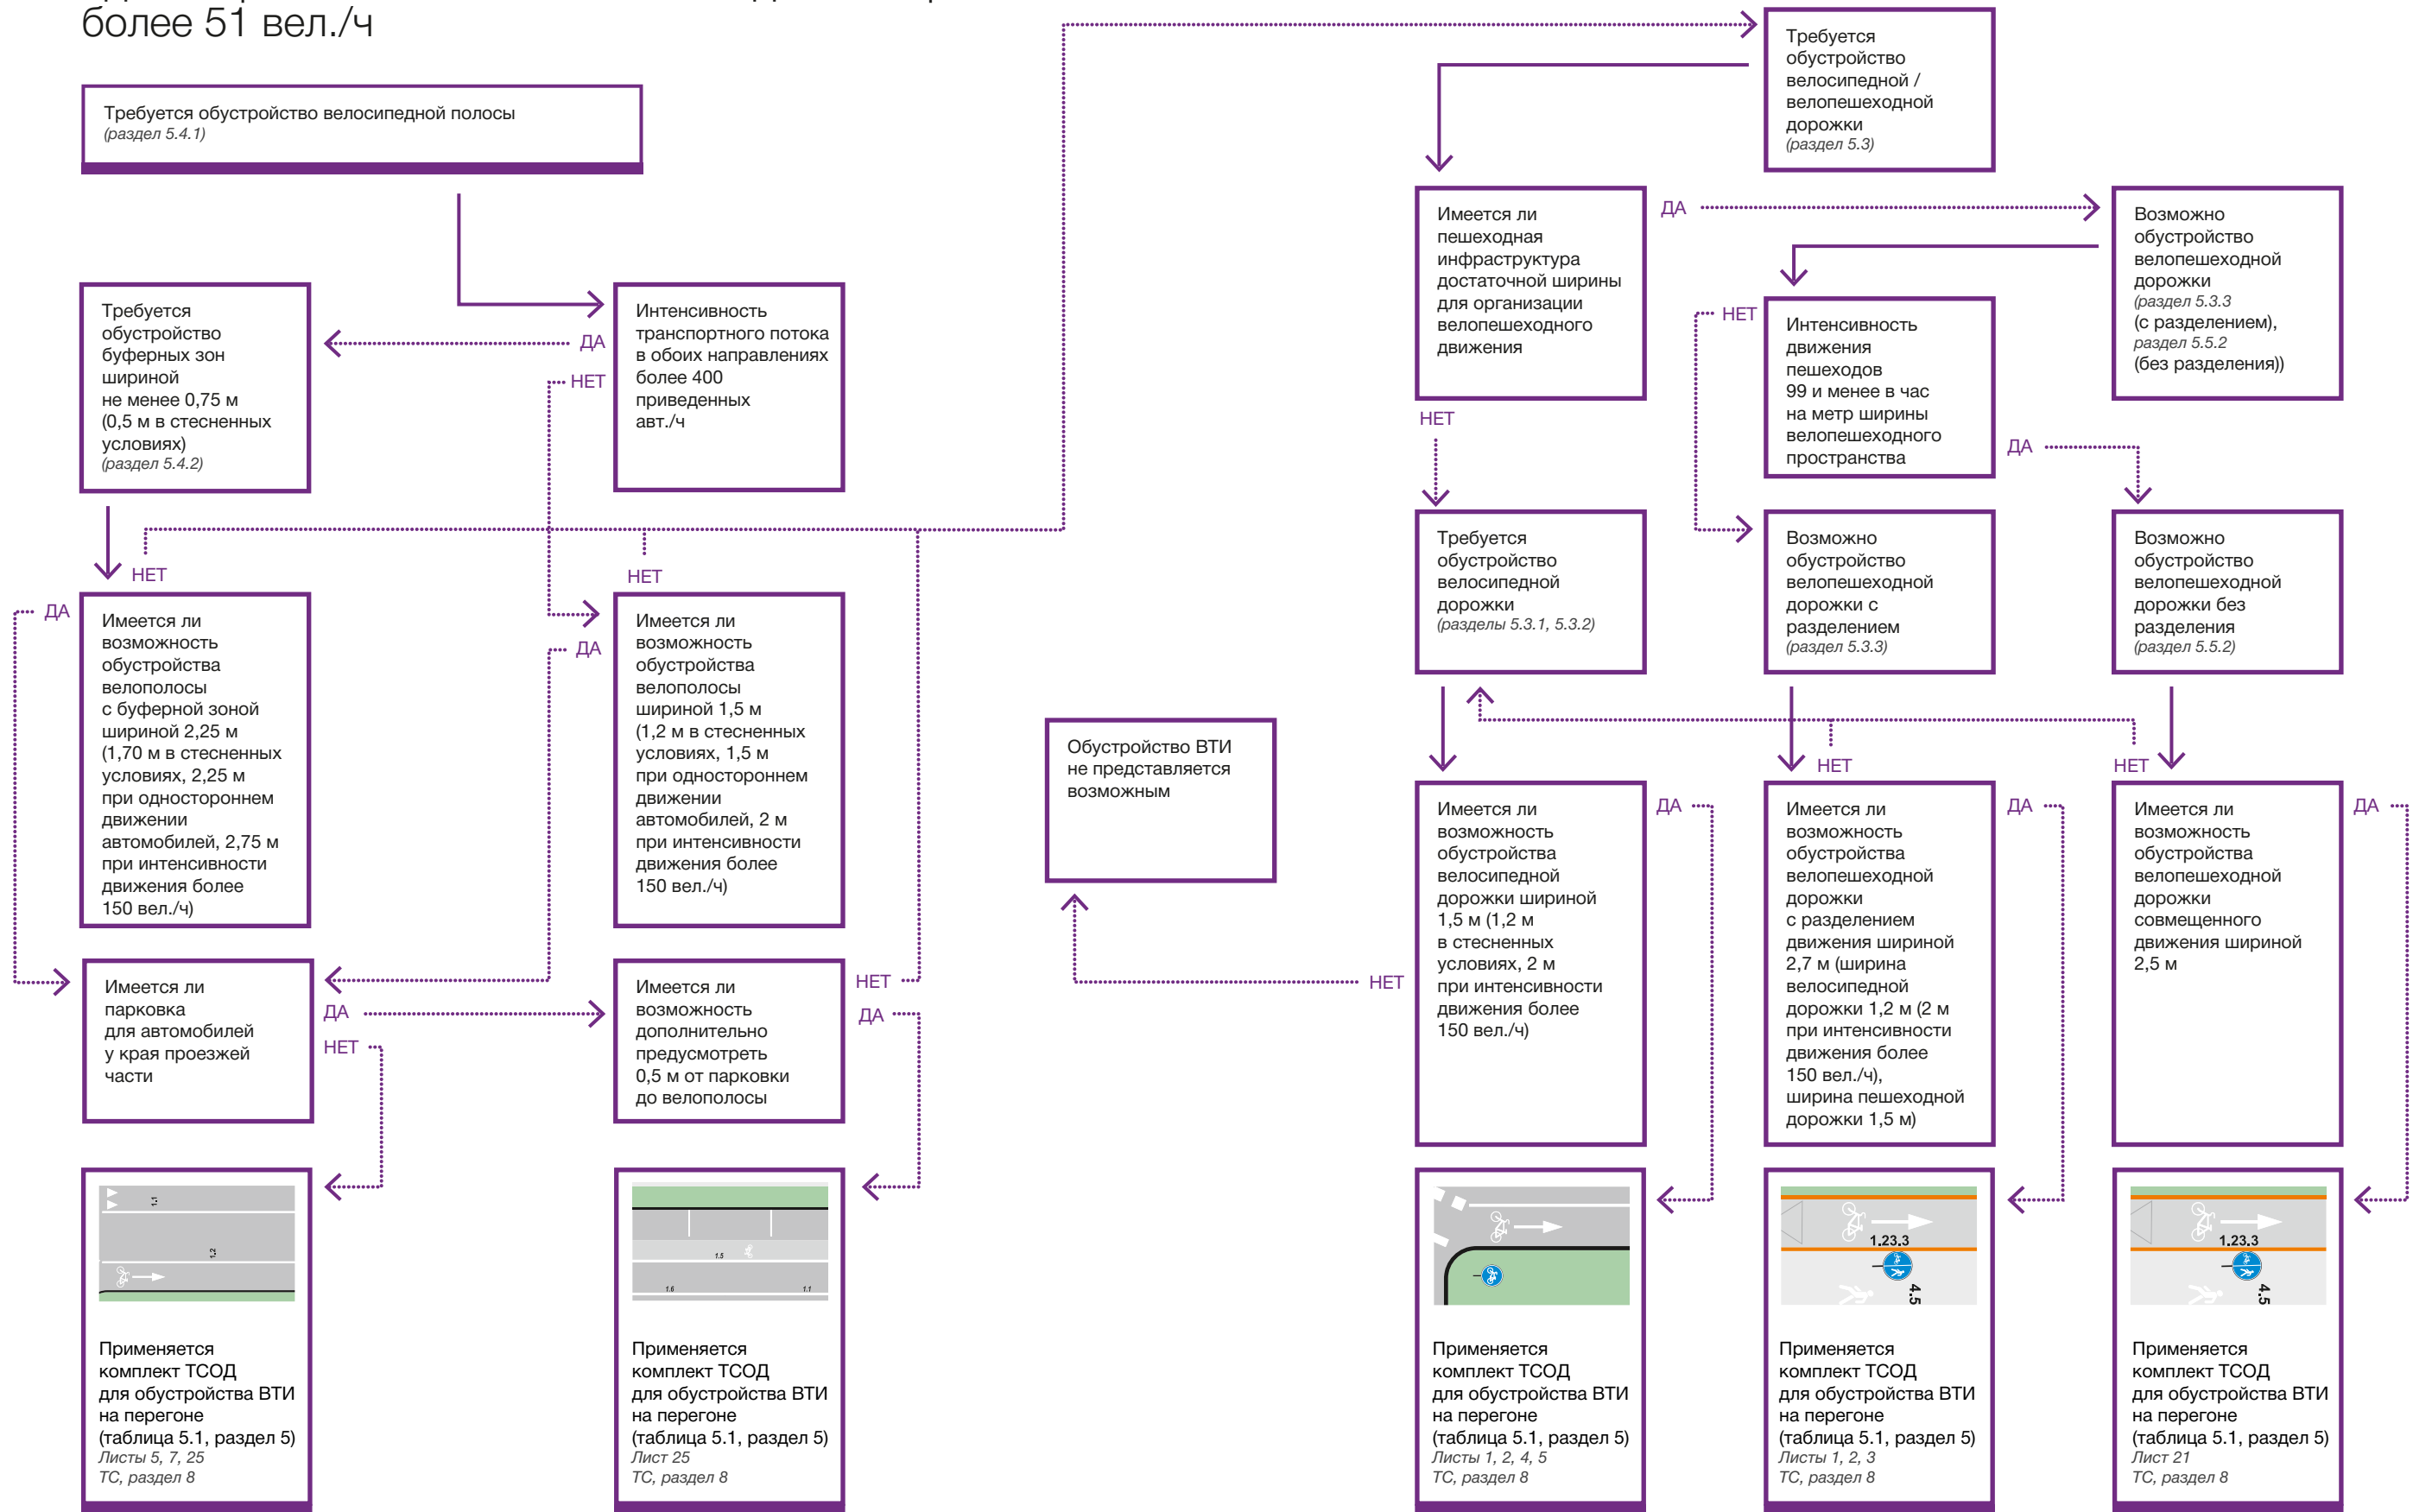 более 51 вел./ч
Требуется обустройство велосипедной полосы
(раздел 5.4.1)
Требуется
обустройство
буферных зон
шириной
не менее 0,75 м
(0,5 м в стесненных
условиях)
(раздел 5.4.2)
ДА
НЕТ
Интенсивность
транспортного потока
в обоих направлениях
более 400
приведенных
авт./ч
НЕТ
НЕТ
ДА
Имеется ли
возможность
обустройства
велополосы
с буферной зоной
шириной 2,25 м
(1,70 м в стесненных
условиях, 2,25 м
при одностороннем
движении
автомобилей, 2,75 м
при интенсивности
движения более
150 вел./ч)
ДА
Имеется ли
возможность
обустройства
велополосы
шириной 1,5 м
(1,2 м в стесненных
условиях, 1,5 м
при одностороннем
движении
автомобилей, 2 м
при интенсивности
движения более
150 вел./ч)
Имеется ли
парковка
для автомобилей
у края проезжей
части
ДА
НЕТ
Имеется ли
возможность
дополнительно
предусмотреть
0,5 м от парковки
до велополосы
НЕТ
ДА
1.1
1.2
Применяется
комплект ТСОД
для обустройства ВТИ
на перегоне
(таблица 5.1, раздел 5)
Листы 5, 7, 25
ТС, раздел 8
1.5
1.6
1.1
Применяется
комплект ТСОД
для обустройства ВТИ
на перегоне
(таблица 5.1, раздел 5)
Лист 25
ТС, раздел 8
Требуется
обустройство
велосипедной /
велопешеходной
дорожки
(раздел 5.3)
Имеется ли
пешеходная
инфраструктура
достаточной ширины
для организации
велопешеходного
движения
ДА
НЕТ
Возможно
обустройство
велопешеходной
дорожки
(раздел 5.3.3
(с разделением),
раздел 5.5.2
(без разделения))
НЕТ
Интенсивность
движения
пешеходов
99 и менее в час
на метр ширины
велопешеходного
пространства
ДА
Требуется
обустройство
велосипедной
дорожки
(разделы 5.3.1, 5.3.2)
Возможно
обустройство
велопешеходной
дорожки с
разделением
(раздел 5.3.3)
Возможно
обустройство
велопешеходной
дорожки без
разделения
(раздел 5.5.2)
Обустройство ВТИ
не представляется
возможным
НЕТ
НЕТ
Имеется ли
возможность
обустройства
велосипедной
дорожки шириной
1,5 м (1,2 м
в стесненных
условиях, 2 м
при интенсивности
движения более
150 вел./ч)
ДА
НЕТ
Имеется ли
возможность
обустройства
велопешеходной
дорожки
с разделением
движения шириной
2,7 м (ширина
велосипедной
дорожки 1,2 м (2 м
при интенсивности
движения более
150 вел./ч),
ширина пешеходной
дорожки 1,5 м)
ДА
Имеется ли
возможность
обустройства
велопешеходной
дорожки
совмещенного
движения шириной
2,5 м
ДА
Применяется
комплект ТСОД
для обустройства ВТИ
на перегоне
(таблица 5.1, раздел 5)
Листы 1, 2, 4, 5
ТС, раздел 8
1.23.3
4.5
Применяется
комплект ТСОД
для обустройства ВТИ
на перегоне
(таблица 5.1, раздел 5)
Листы 1, 2, 3
ТС, раздел 8
1.23.3
4.5
Применяется
комплект ТСОД
для обустройства ВТИ
на перегоне
(таблица 5.1, раздел 5)
Лист 21
ТС, раздел 8